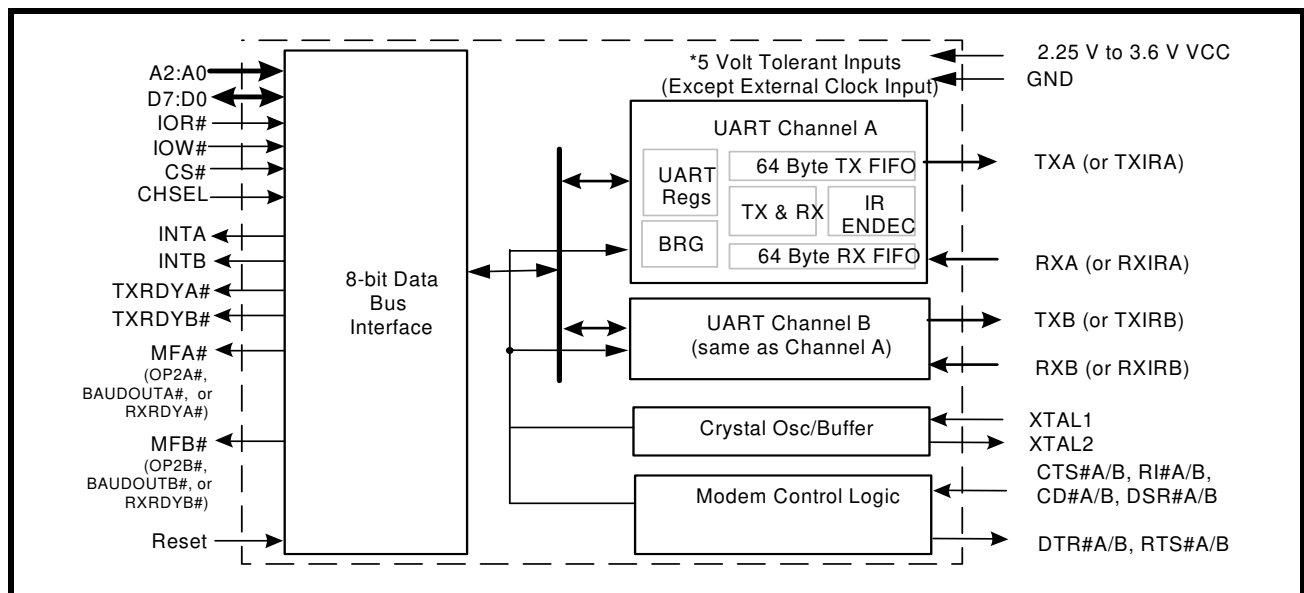 A2:A0
D7:D0
IOR#
IOW#
CS#
CHSEL
INTA
INTB
TXRDYA#
TXRDYB#
MFA#
(OP2A#,
BAUDOUTA#, or
RXRDYA#)
MFB#
(OP2B#,
BAUDOUTB#, or
RXRDYB#)
Reset
8-bit Data
Bus
Interface
*5 Volt Tolerant Inputs
(Except External Clock Input)
UART Channel A
UART
Regs
BRG
64 Byte TX FIFO
TX & RX
IR
ENDEC
64 Byte RX FIFO
UART Channel B
(same as Channel A)
Crystal Osc/Buffer
Modem Control Logic
2.25 V to 3.6 V VCC
GND
TXA (or TXIRA)
RXA (or RXIRA)
TXB (or TXIRB)
RXB (or RXIRB)
XTAL1
XTAL2
CTS#A/B, RI#A/B,
CD#A/B, DSR#A/B
DTR#A/B, RTS#A/B